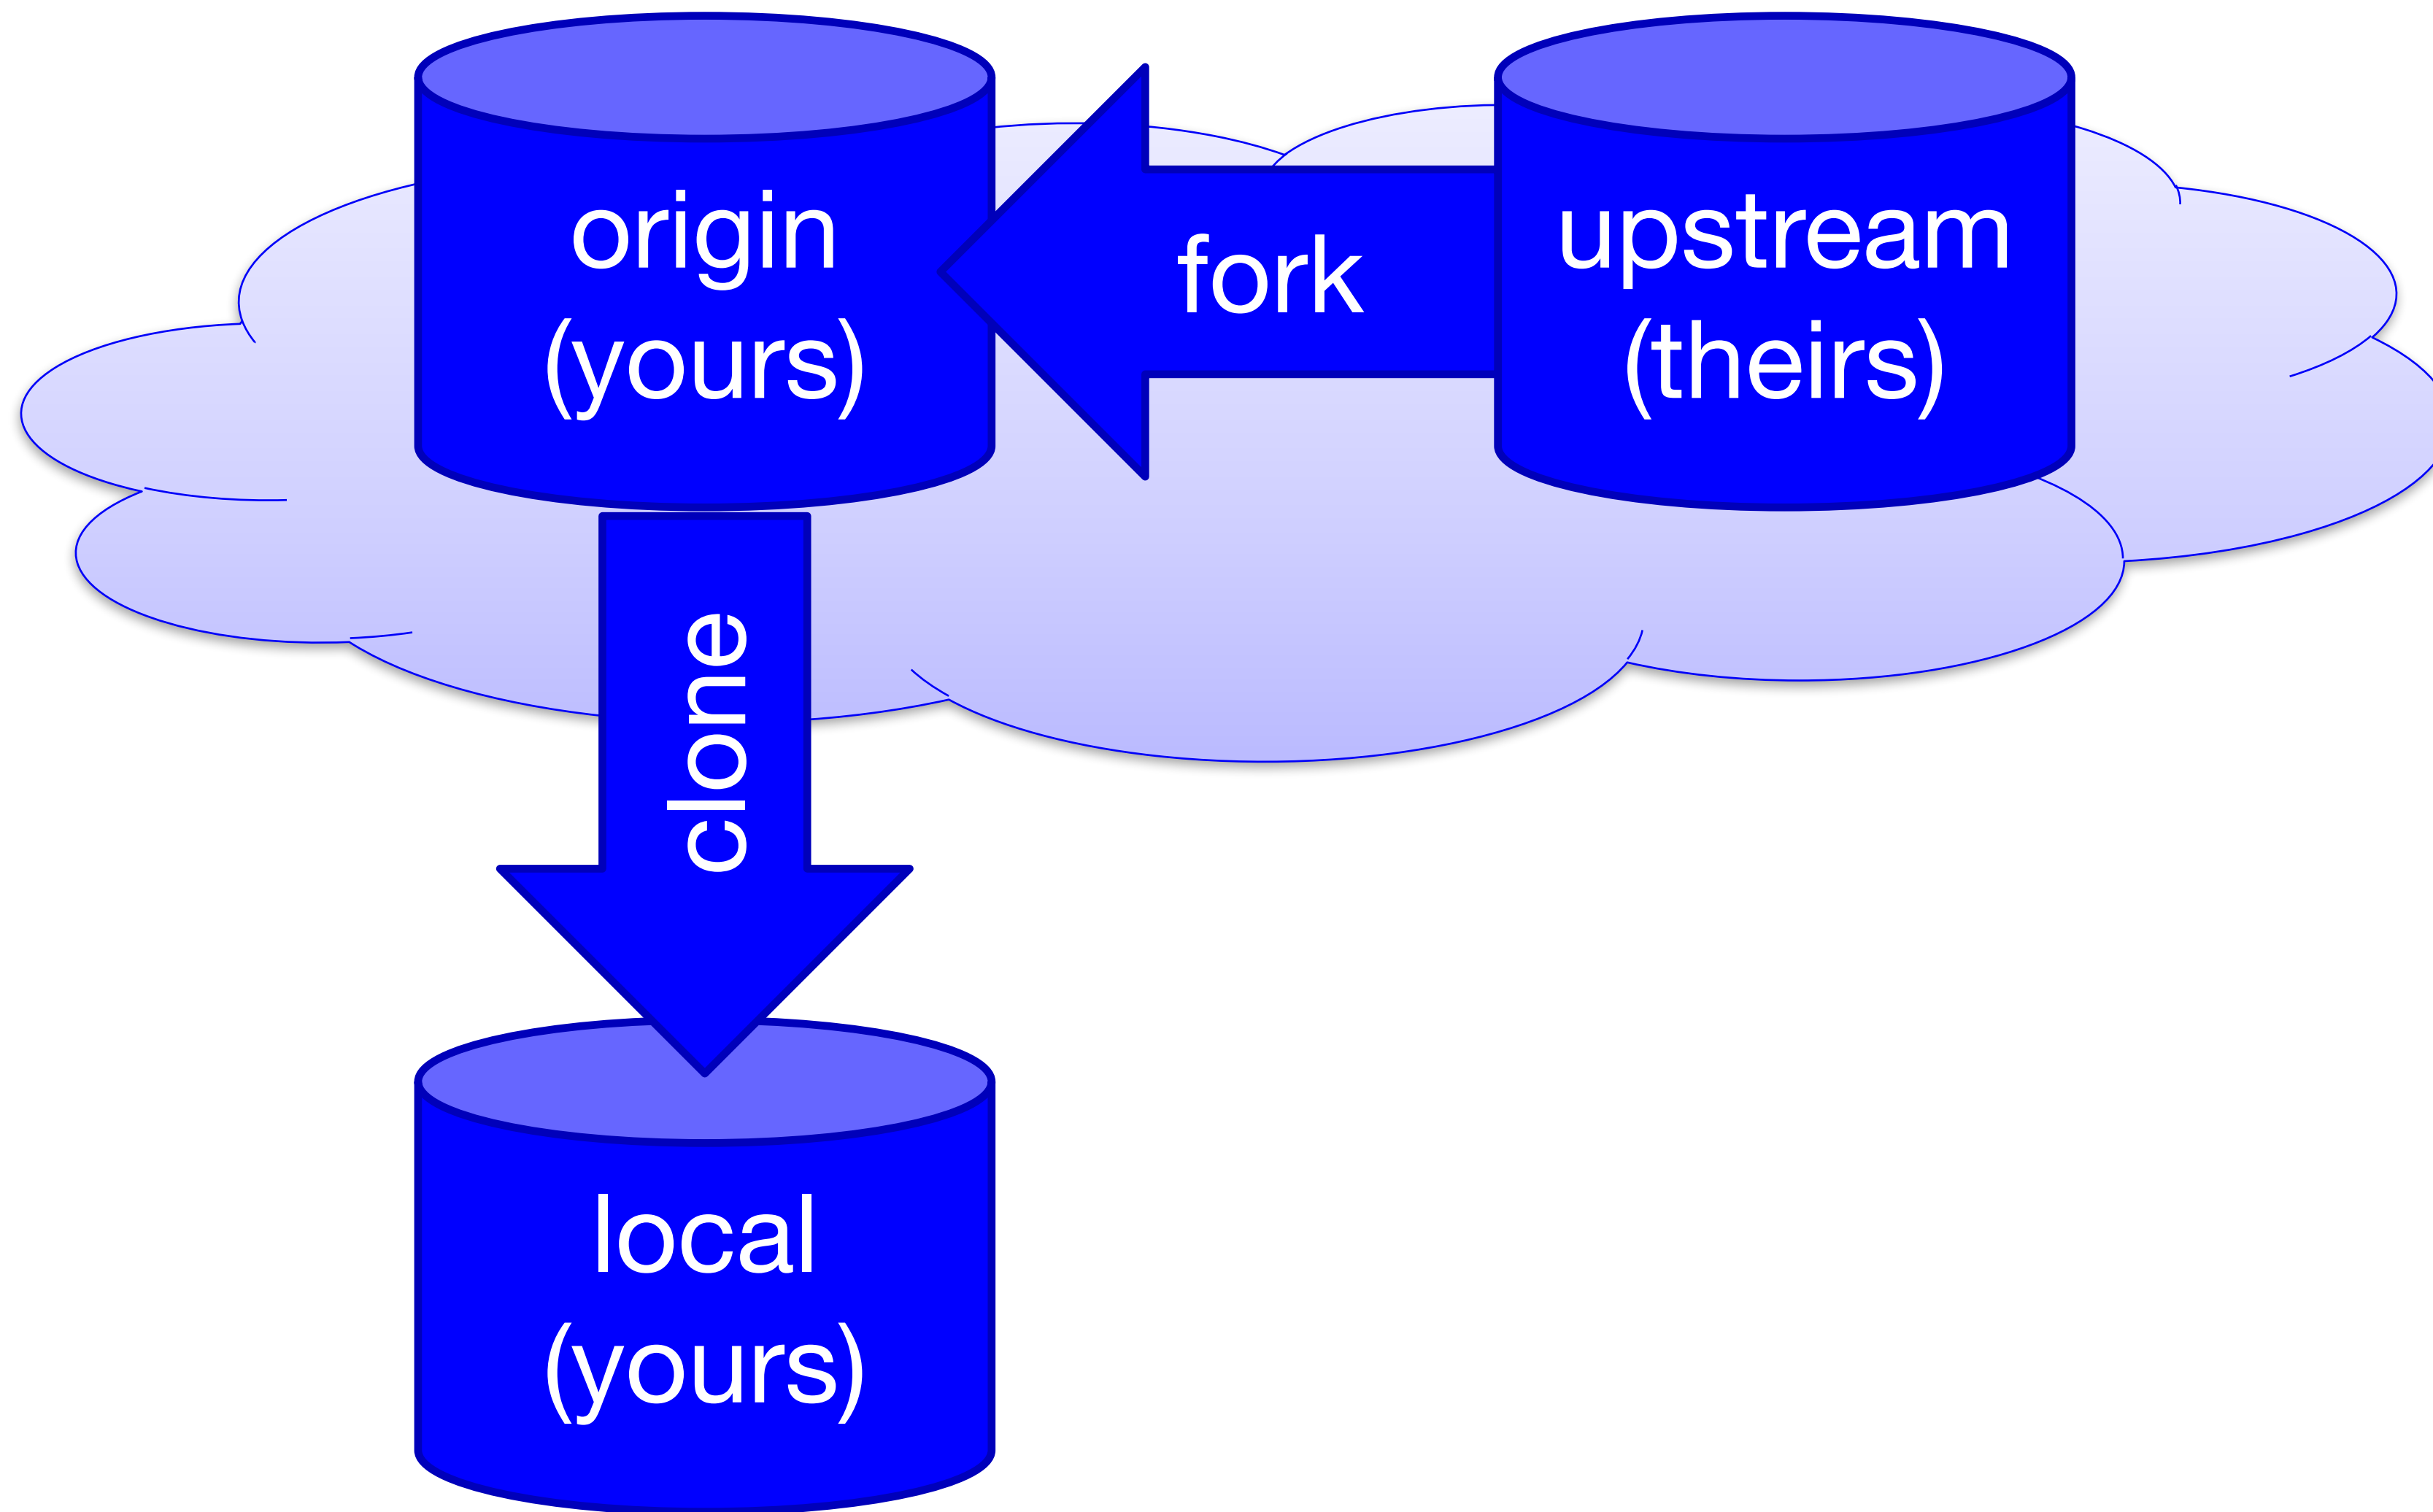 origin
(yours)
fork
upstream
(theirs)
clone
local
(yours)